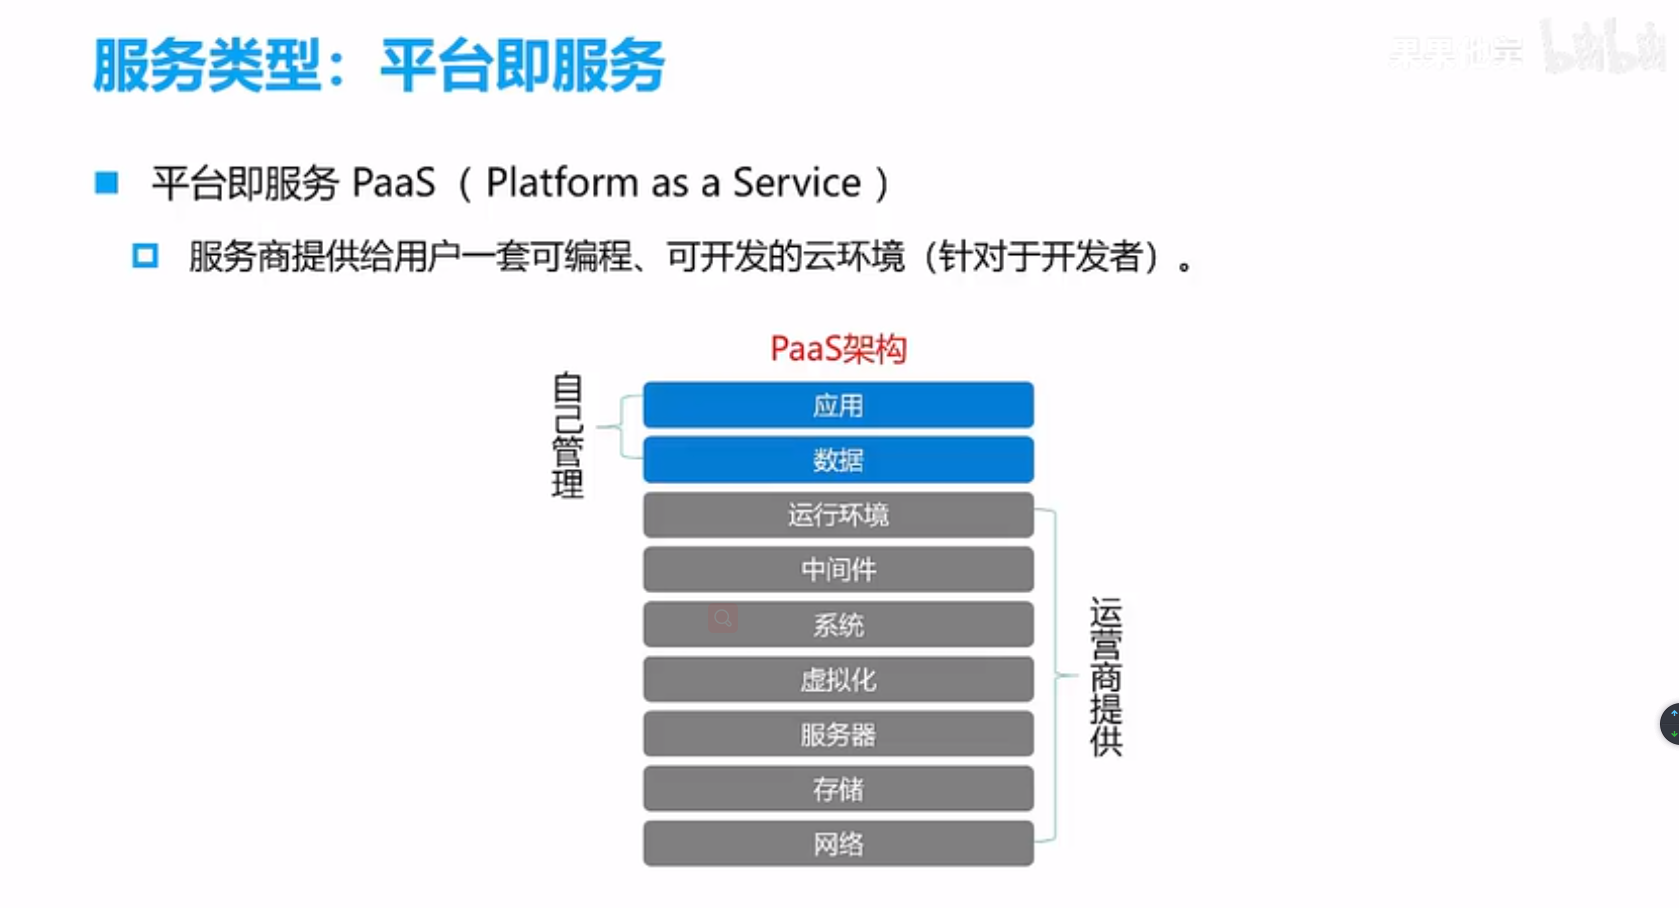 服务类型：平台即服务
bilibili
平台即服务 PaaS（ Platform as a Service ）
服务商提供给用户一套可编程、可开发的云环境（针对于开发者）。
PaaS架构
自己管理
应用
数据
运行环境
中间件
系统
虚拟化
服务器
存储
网络
运营商提供